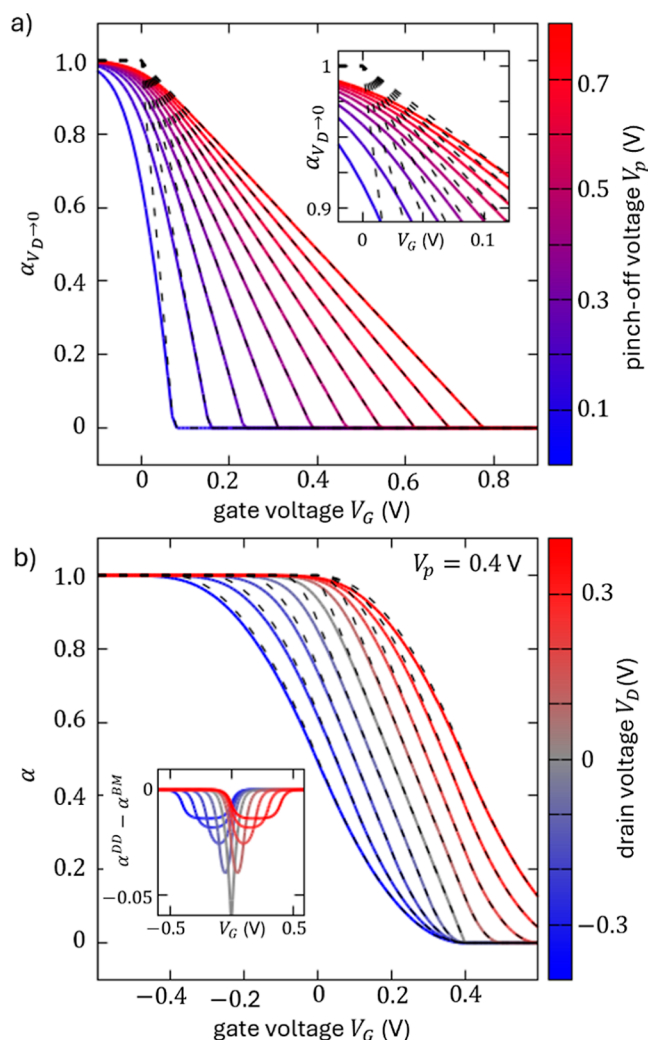 a)
1.0
0.8
0.6
0.4
0.2
0
α_{V_D→0}
0
0.2
0.4
0.6
0.8
gate voltage V_G (V)
1
0.9
α_{V_D→0}
0
0.1
V_G (V)
0.7
0.5
0.3
0.1
pinch-off voltage V_p (V)
b)
V_p = 0.4 V
1.0
0.8
0.6
0.4
0.2
0
α
−0.4
−0.2
0
0.2
0.4
gate voltage V_G (V)
0
−0.05
α^{DD} − α^{BM}
−0.5
0.5
V_G (V)
0.3
0
−0.3
drain voltage V_D(V)